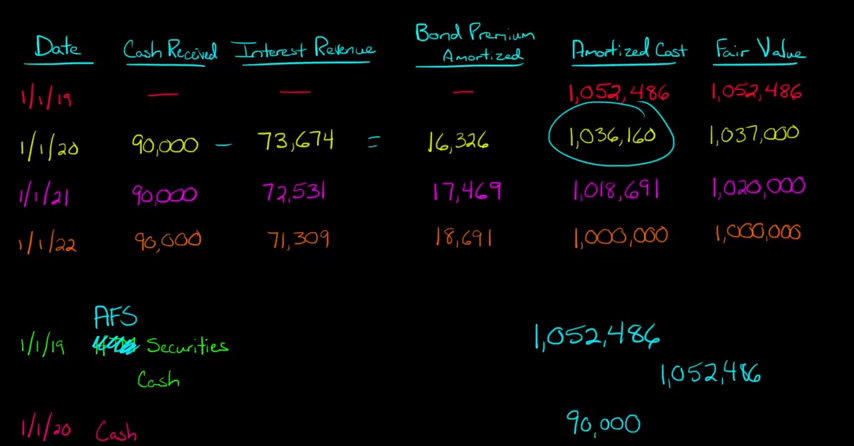 Date Cash Received Interest Revenue Bond Premium Amortized Amortized Cost Fair Value
1/1/19 — — — 1,052,486 1,052,486
1/1/20 90,000 – 73,674 = 16,326 1,036,160 1,037,000
1/1/21 90,000 72,531 17,469 1,018,691 1,020,000
1/1/22 90,000 71,309 18,691 1,000,000 1,000,000
AFS
1/1/19 Securities 1,052,486
Cash 1,052,486
1/1/20 Cash 90,000